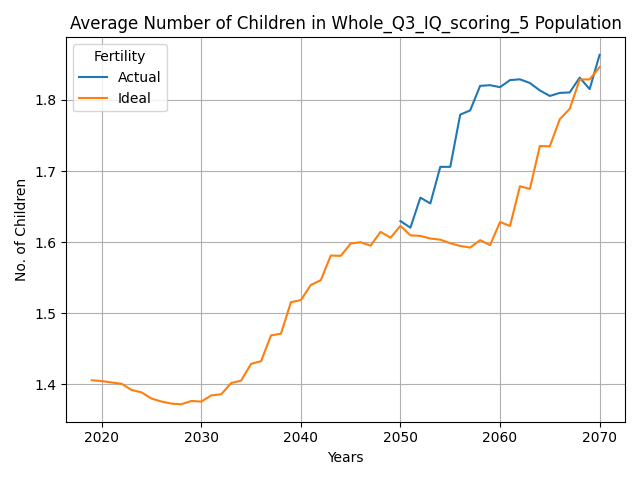 Average Number of Children in Whole_Q3_IQ_scoring_5 Population
Fertility
Actual
Ideal
No. of Children
1.8
1.7
1.6
1.5
1.4
2020
2030
2040
2050
2060
2070
Years